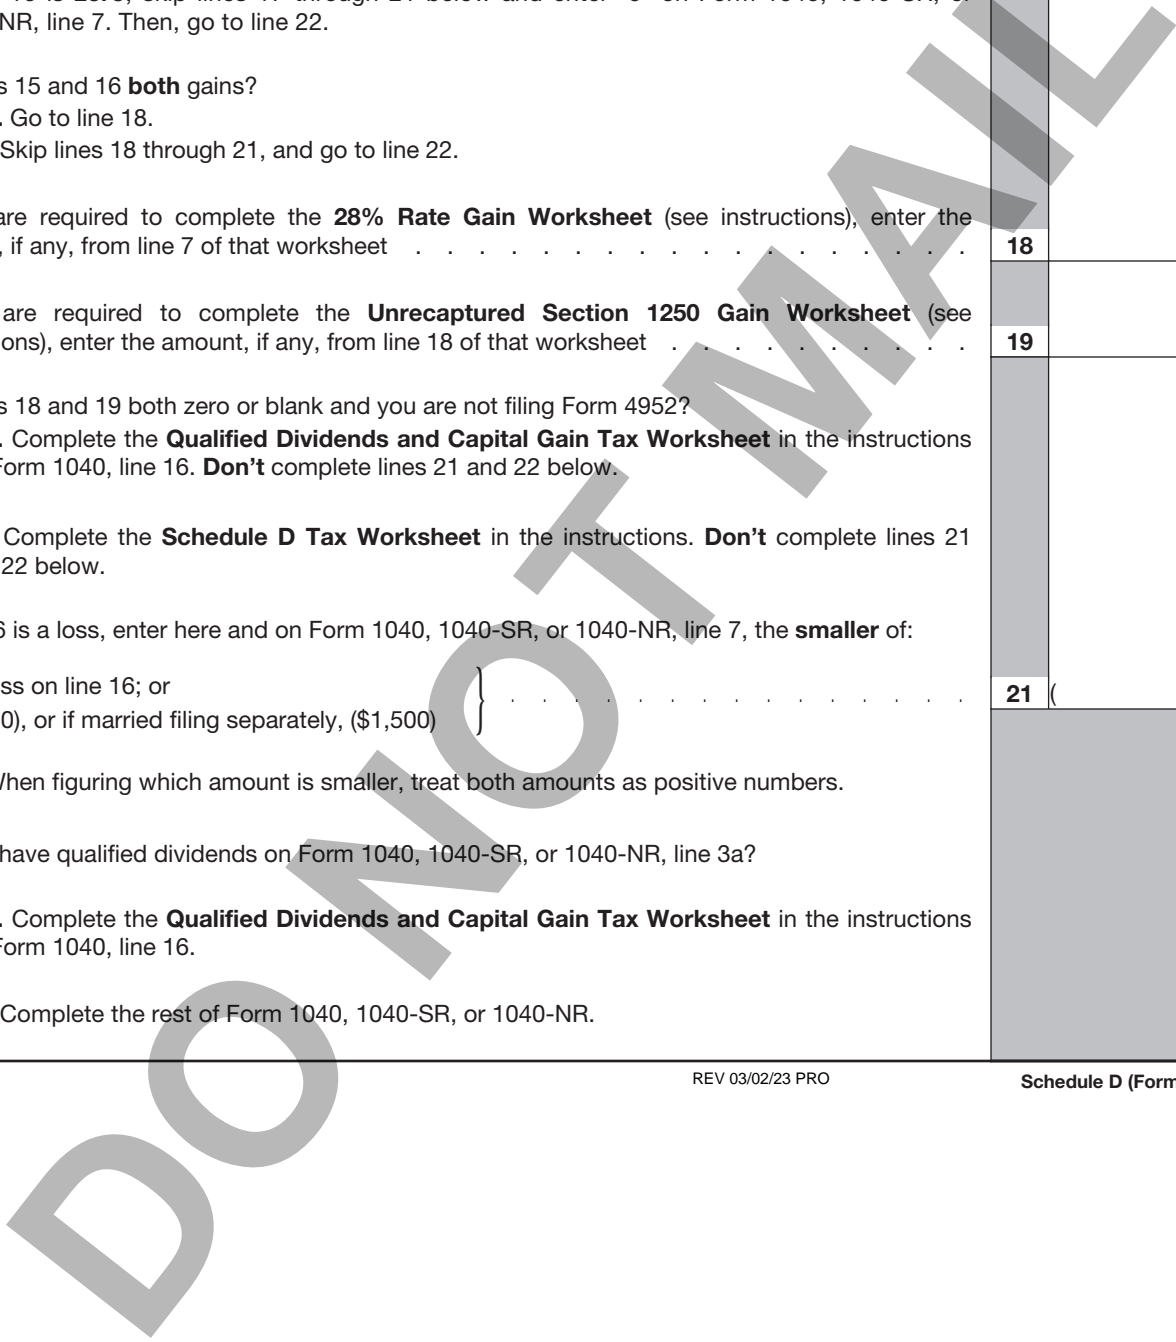 NR, line 7. Then, go to line 22.
s 15 and 16 both gains?
. Go to line 18.
Skip lines 18 through 21, and go to line 22.
are required to complete the 28% Rate Gain Worksheet (see instructions), enter the
, if any, from line 7 of that worksheet . . . . . . . . . . . . . . . . . . 18
are required to complete the Unrecaptured Section 1250 Gain Worksheet (see
ons), enter the amount, if any, from line 18 of that worksheet . . . . . . . . . . 19
s 18 and 19 both zero or blank and you are not filing Form 4952?
. Complete the Qualified Dividends and Capital Gain Tax Worksheet in the instructions
Form 1040, line 16. Don't complete lines 21 and 22 below.
Complete the Schedule D Tax Worksheet in the instructions. Don't complete lines 21
22 below.
6 is a loss, enter here and on Form 1040, 1040-SR, or 1040-NR, line 7, the smaller of:
ss on line 16; or
0), or if married filing separately, ($1,500) } . . . . . . . . . . . . . . . 21 (
When figuring which amount is smaller, treat both amounts as positive numbers.
have qualified dividends on Form 1040, 1040-SR, or 1040-NR, line 3a?
. Complete the Qualified Dividends and Capital Gain Tax Worksheet in the instructions
Form 1040, line 16.
Complete the rest of Form 1040, 1040-SR, or 1040-NR.
REV 03/02/23 PRO Schedule D (Form
DO NOT MAIL